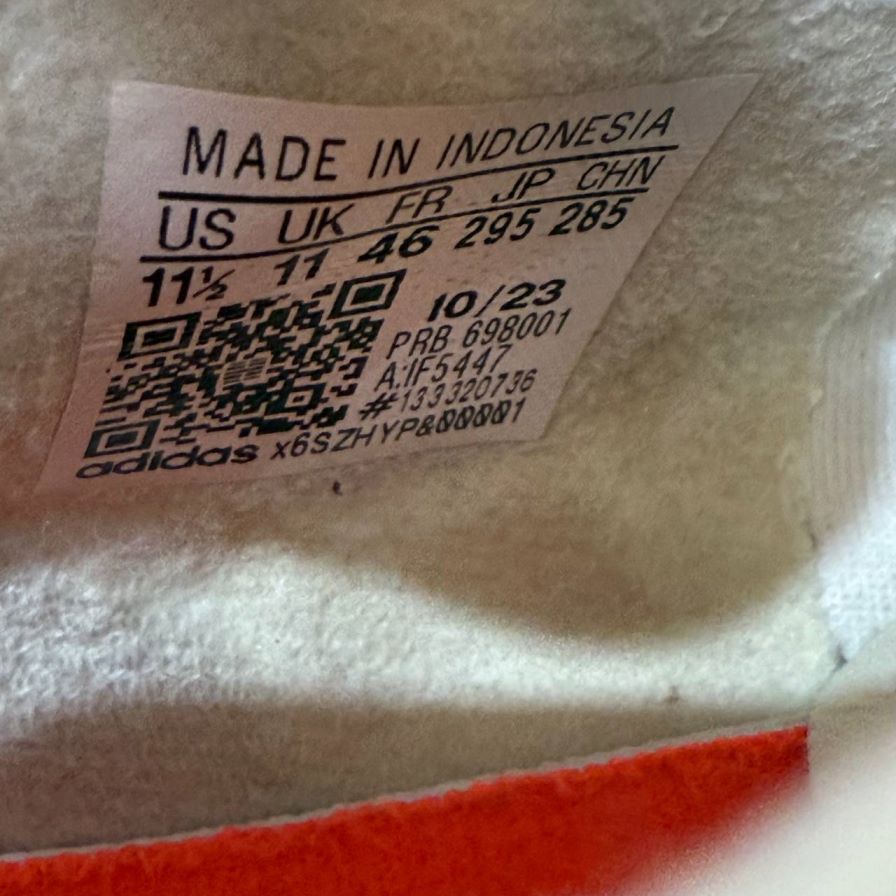 MADE IN INDONESIA
US UK FR JP CHN
11½ 11 46 295 285
10/23
PRB 698001
A:IF5447
#133320736
adidas x6SZHYP&00001